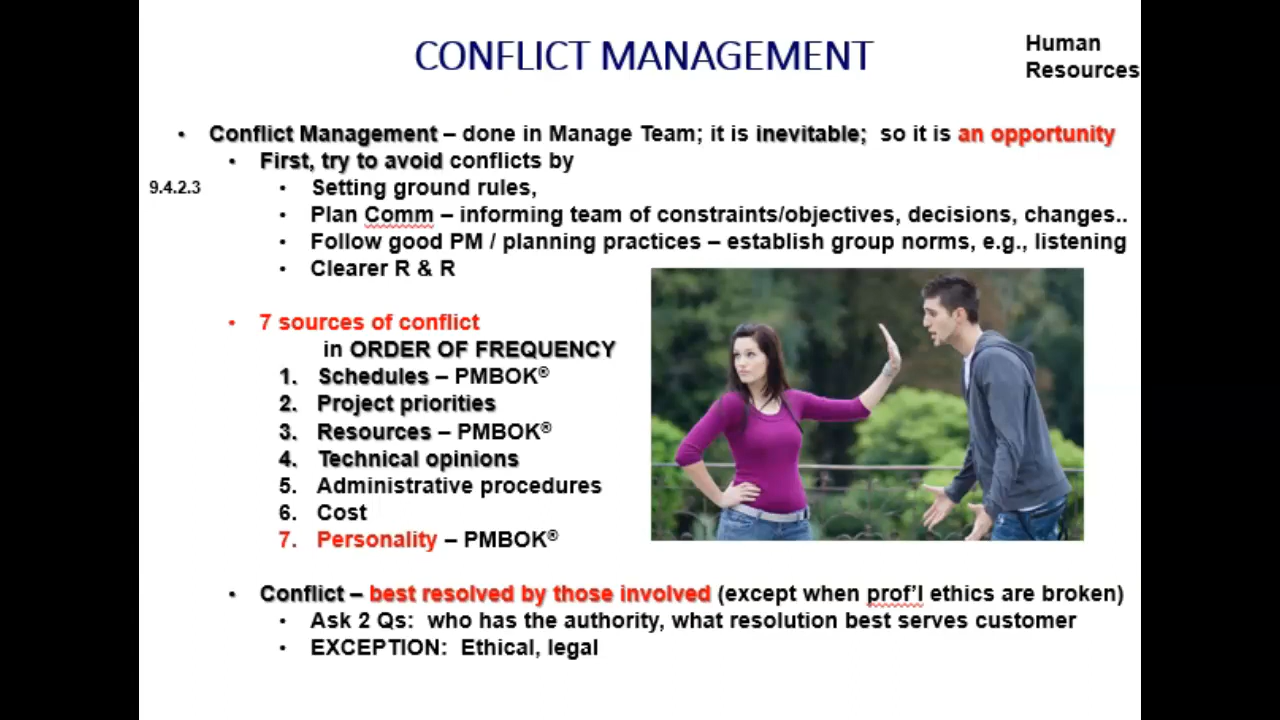 CONFLICT MANAGEMENT
Human
Resources
• Conflict Management – done in Manage Team; it is inevitable; so it is an opportunity
• First, try to avoid conflicts by
9.4.2.3
• Setting ground rules,
• Plan Comm – informing team of constraints/objectives, decisions, changes..
• Follow good PM / planning practices – establish group norms, e.g., listening
• Clearer R & R
• 7 sources of conflict
in ORDER OF FREQUENCY
1. Schedules – PMBOK®
2. Project priorities
3. Resources – PMBOK®
4. Technical opinions
5. Administrative procedures
6. Cost
7. Personality – PMBOK®
• Conflict – best resolved by those involved (except when prof’l ethics are broken)
• Ask 2 Qs: who has the authority, what resolution best serves customer
• EXCEPTION: Ethical, legal